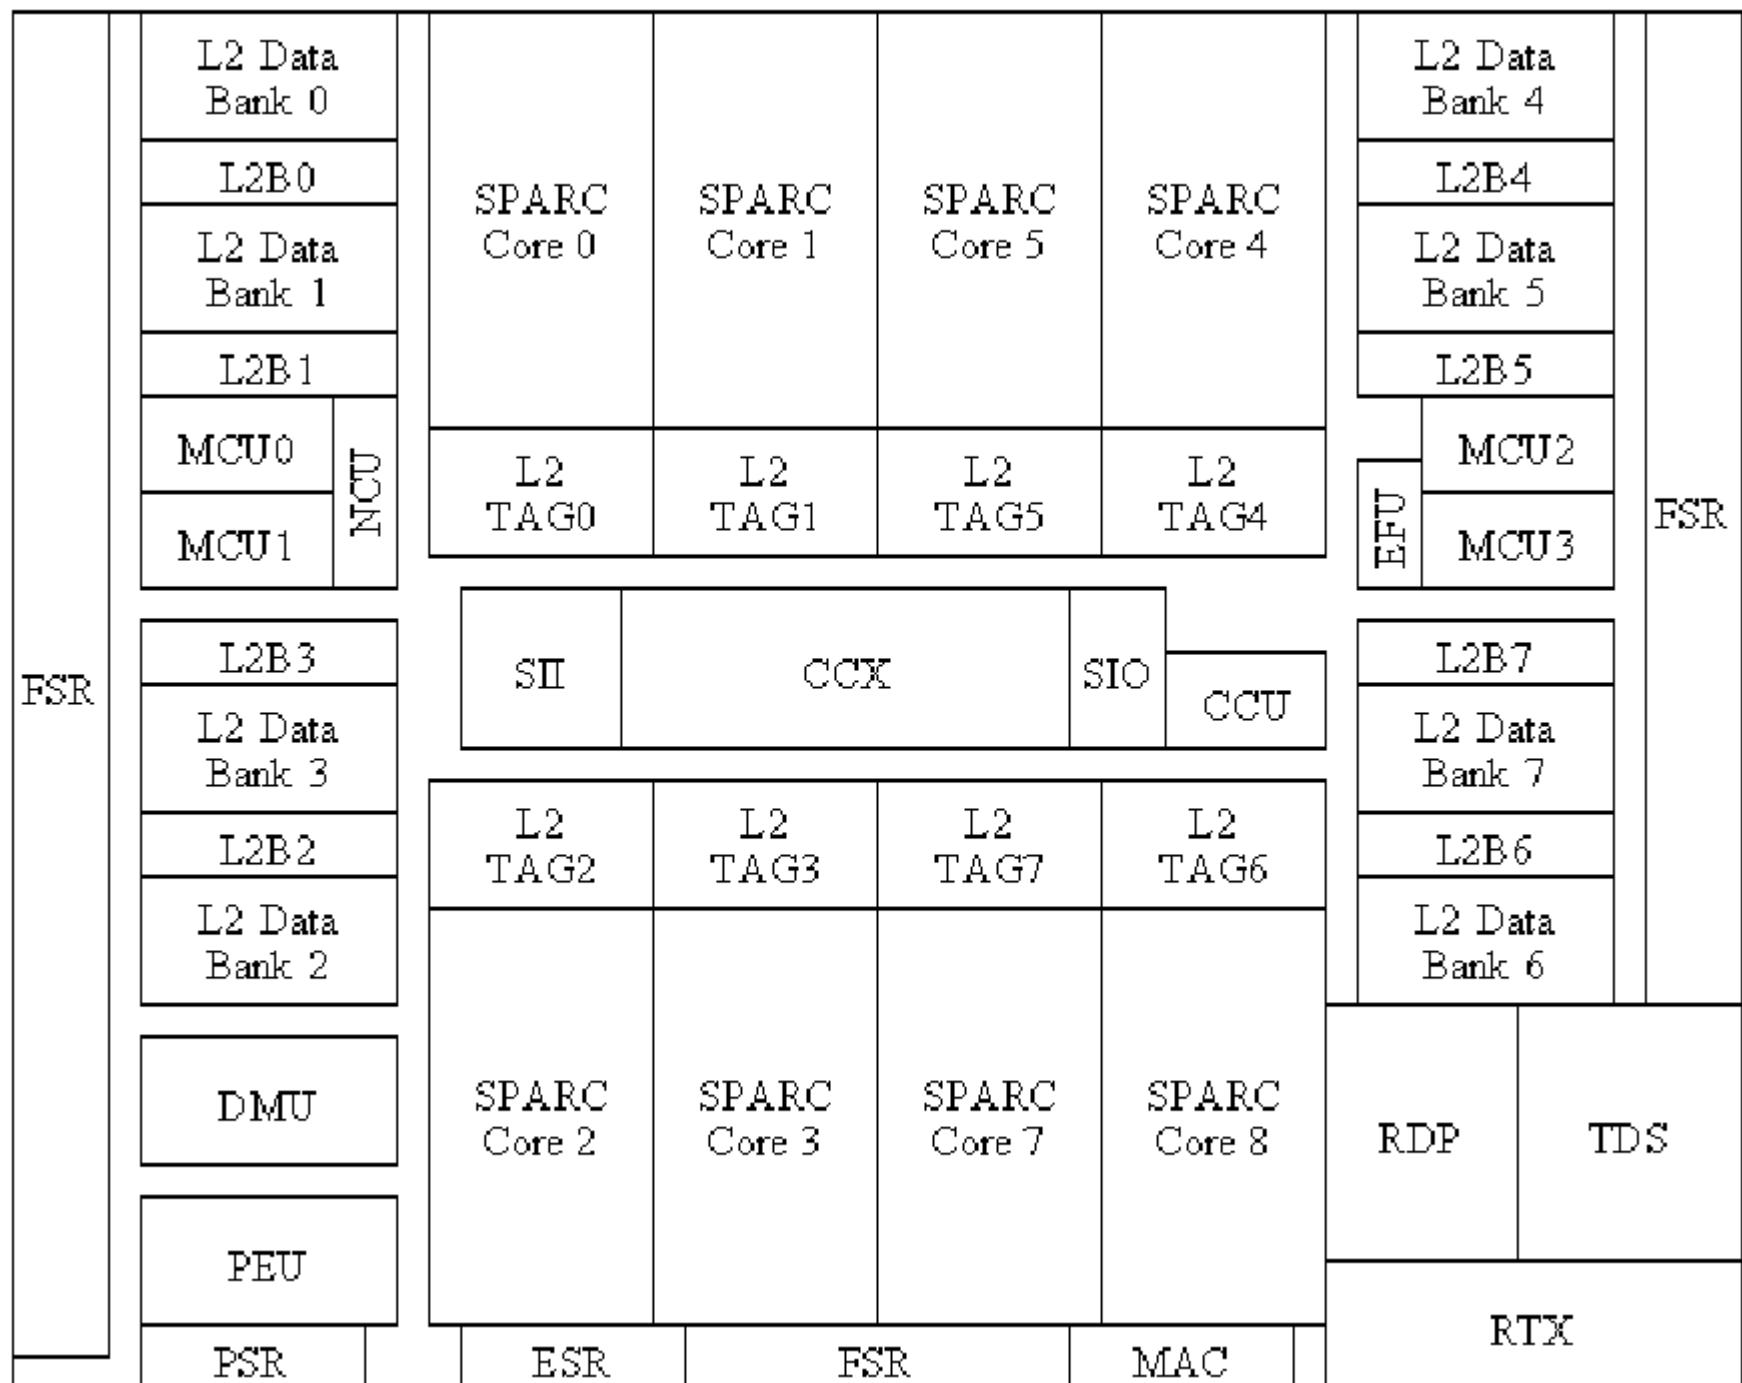 L2 Data
Bank 0
L2B0
L2 Data
Bank 1
L2B1
MCU0
MCU1
NCU
SPARC
Core 0
SPARC
Core 1
SPARC
Core 5
SPARC
Core 4
L2
TAG0
L2
TAG1
L2
TAG5
L2
TAG4
L2 Data
Bank 4
L2B4
L2 Data
Bank 5
L2B5
MCU2
EFU
MCU3
FSR
FSR
L2B3
L2 Data
Bank 3
L2B2
L2 Data
Bank 2
SII
CCX
SIO
CCU
L2B7
L2 Data
Bank 7
L2B6
L2 Data
Bank 6
L2
TAG2
L2
TAG3
L2
TAG7
L2
TAG6
DMU
PEU
SPARC
Core 2
SPARC
Core 3
SPARC
Core 7
SPARC
Core 8
RDP
TDS
RTX
PSR
ESR
FSR
MAC